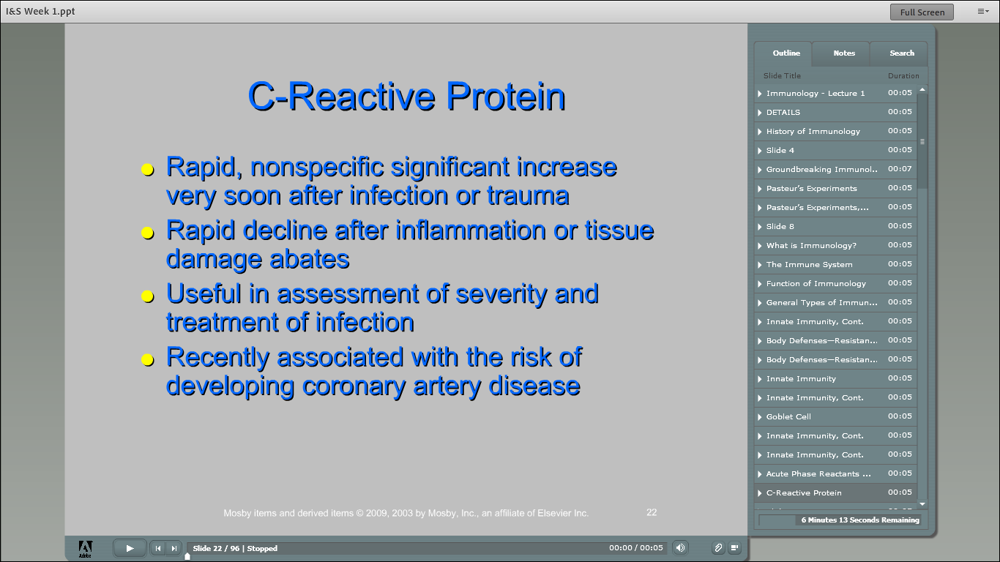 I&S Week 1.ppt
Full Screen
C-Reactive Protein
Rapid, nonspecific significant increase
very soon after infection or trauma
Rapid decline after inflammation or tissue
damage abates
Useful in assessment of severity and
treatment of infection
Recently associated with the risk of
developing coronary artery disease
Mosby items and derived items © 2009, 2003 by Mosby, Inc., an affiliate of Elsevier Inc. 22
Outline Notes Search
Slide Title Duration
Immunology - Lecture 1 00:05
DETAILS 00:05
History of Immunology 00:05
Slide 4 00:05
Groundbreaking Immunol.. 00:07
Pasteur's Experiments 00:05
Pasteur's Experiments,... 00:05
Slide 8 00:05
What is Immunology? 00:05
The Immune System 00:05
Function of Immunology 00:05
General Types of Immun... 00:05
Innate Immunity, Cont. 00:05
Body Defenses—Resistan... 00:05
Body Defenses—Resistan... 00:05
Innate Immunity 00:05
Innate Immunity, Cont. 00:05
Goblet Cell 00:05
Innate Immunity, Cont. 00:05
Innate Immunity, Cont. 00:05
Acute Phase Reactants ... 00:05
C-Reactive Protein 00:05
6 Minutes 13 Seconds Remaining
Adobe
Slide 22 / 96 | Stopped 00:00 / 00:05